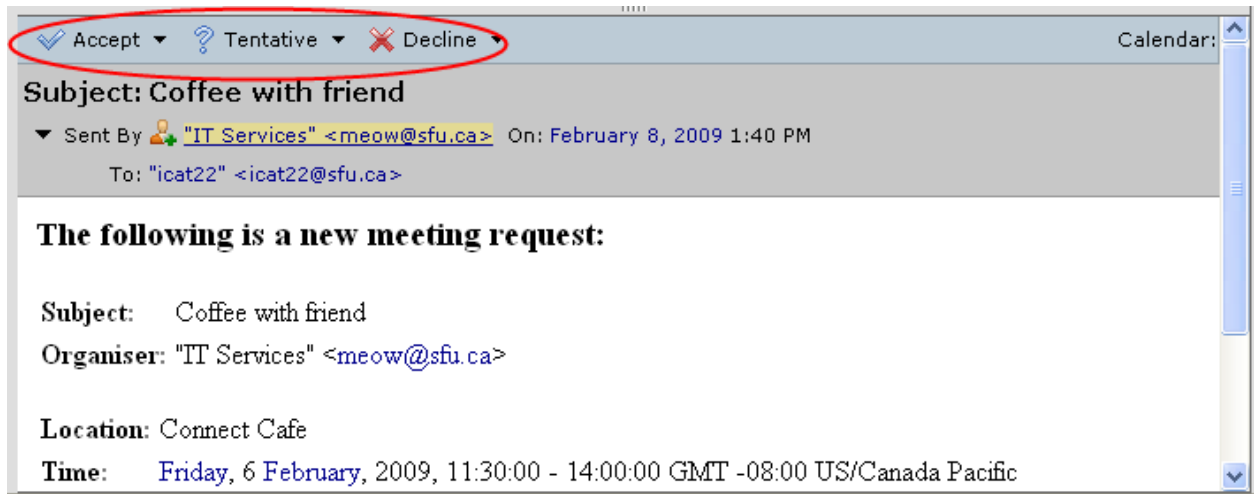 Accept Tentative Decline Calendar:
Subject: Coffee with friend
Sent By "IT Services" <meow@sfu.ca> On: February 8, 2009 1:40 PM
To: "icat22" <icat22@sfu.ca>
The following is a new meeting request:
Subject: Coffee with friend
Organiser: "IT Services" <meow@sfu.ca>
Location: Connect Cafe
Time: Friday, 6 February, 2009, 11:30:00 - 14:00:00 GMT -08:00 US/Canada Pacific